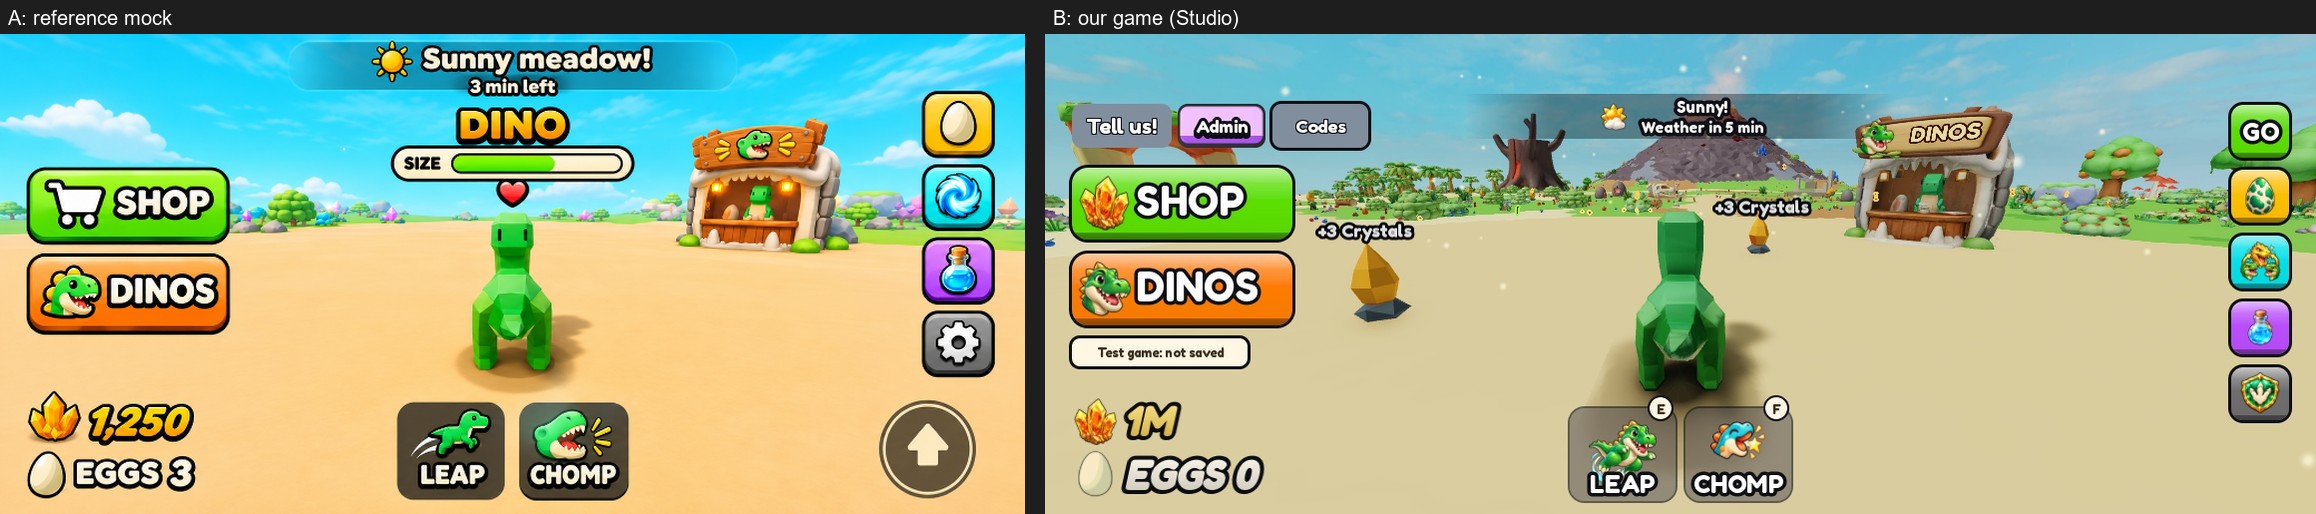 A: reference mock
B: our game (Studio)
Sunny meadow!
3 min left
DINO
SIZE
SHOP
DINOS
1,250
EGGS 3
LEAP
CHOMP
Tell us!
Admin
Codes
Sunny!
Weather in 5 min
DINOS
GO
SHOP
+3 Crystals
+3 Crystals
DINOS
Test game: not saved
1M
EGGS 0
E
F
LEAP
CHOMP